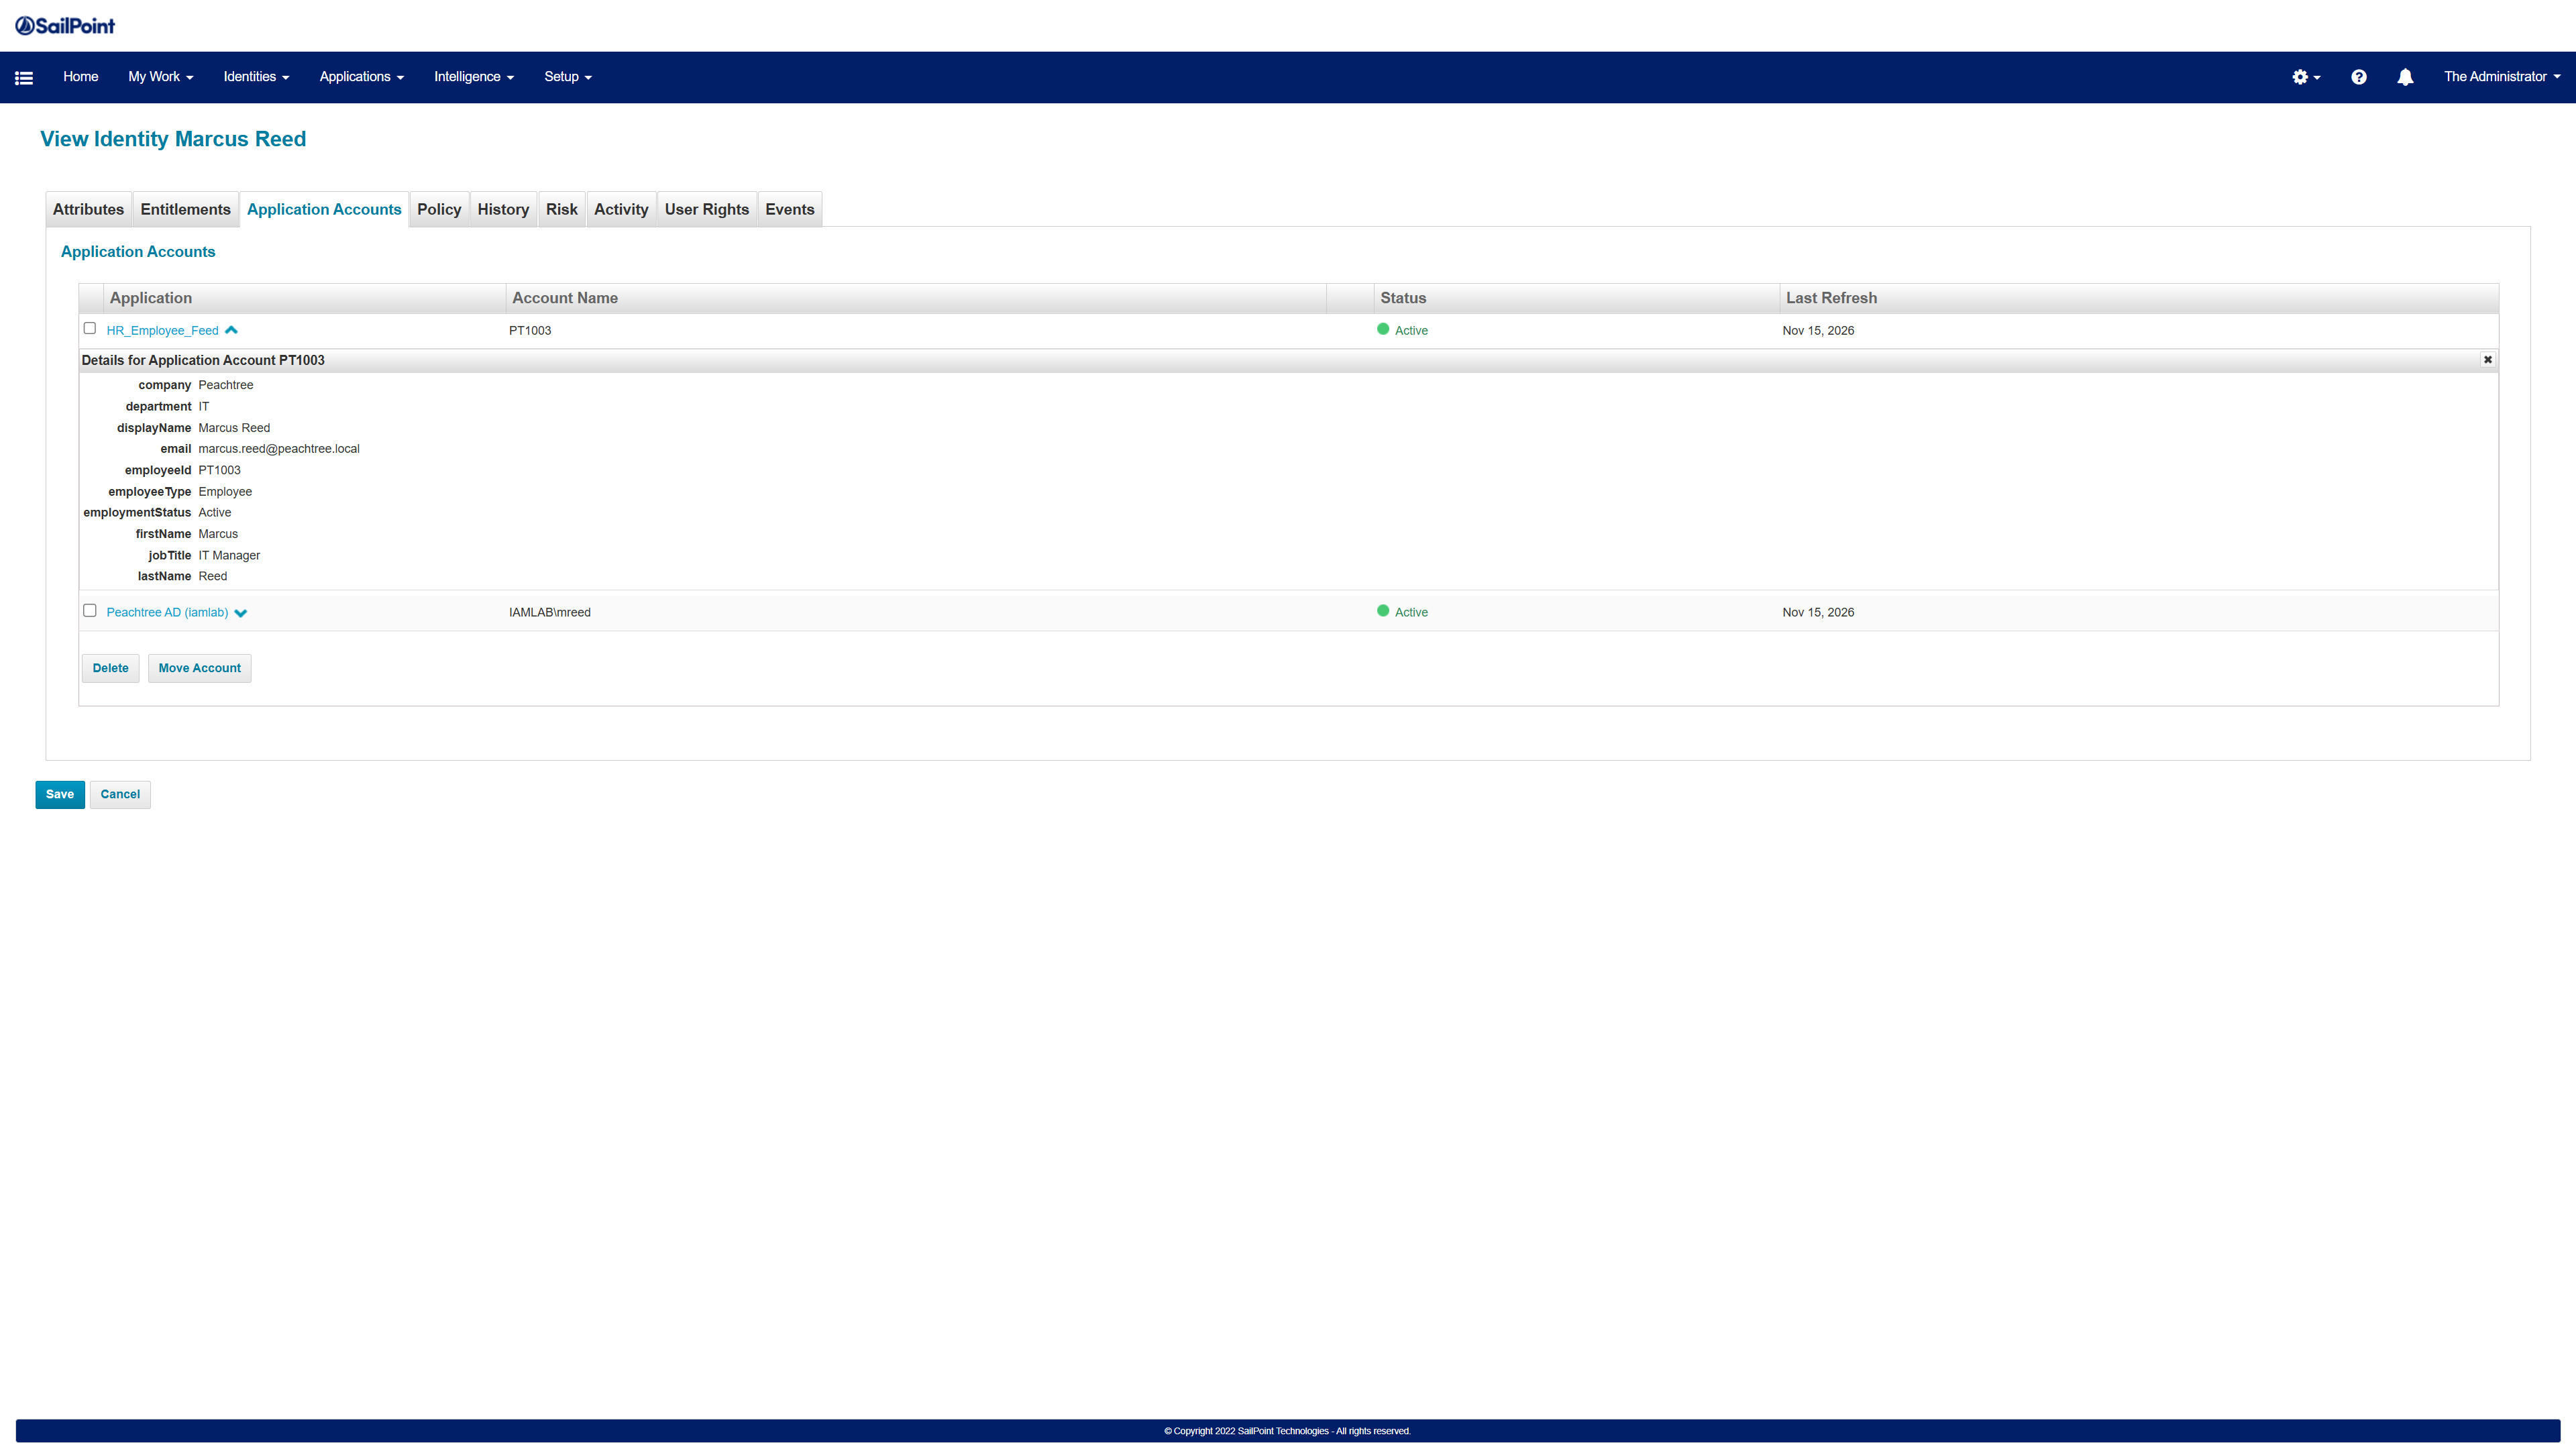 SailPoint
Home My Work Identities Applications Intelligence Setup The Administrator
View Identity Marcus Reed
Attributes Entitlements Application Accounts Policy History Risk Activity User Rights Events
Application Accounts
Application Account Name Status Last Refresh
HR_Employee_Feed PT1003 Active Nov 15, 2026
Details for Application Account PT1003
company Peachtree
department IT
displayName Marcus Reed
email marcus.reed@peachtree.local
employeeId PT1003
employeeType Employee
employmentStatus Active
firstName Marcus
jobTitle IT Manager
lastName Reed
Peachtree AD (iamlab) IAMLAB\mreed Active Nov 15, 2026
Delete Move Account
Save Cancel
© Copyright 2022 SailPoint Technologies - All rights reserved.